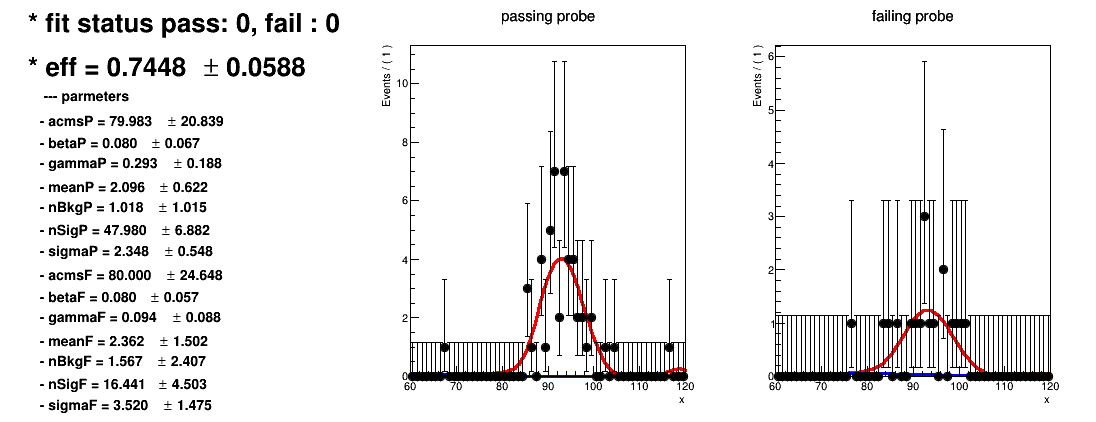 * fit status pass: 0, fail : 0
* eff = 0.7448 ± 0.0588
--- parmeters
- acmsP = 79.983 ± 20.839
- betaP = 0.080 ± 0.067
- gammaP = 0.293 ± 0.188
- meanP = 2.096 ± 0.622
- nBkgP = 1.018 ± 1.015
- nSigP = 47.980 ± 6.882
- sigmaP = 2.348 ± 0.548
- acmsF = 80.000 ± 24.648
- betaF = 0.080 ± 0.057
- gammaF = 0.094 ± 0.088
- meanF = 2.362 ± 1.502
- nBkgF = 1.567 ± 2.407
- nSigF = 16.441 ± 4.503
- sigmaF = 3.520 ± 1.475
passing probe
Events / ( 1 )
10
8
6
4
2
0
60 70 80 90 100 110 120
x
failing probe
Events / ( 1 )
6
5
4
3
2
1
0
60 70 80 90 100 110 120
x